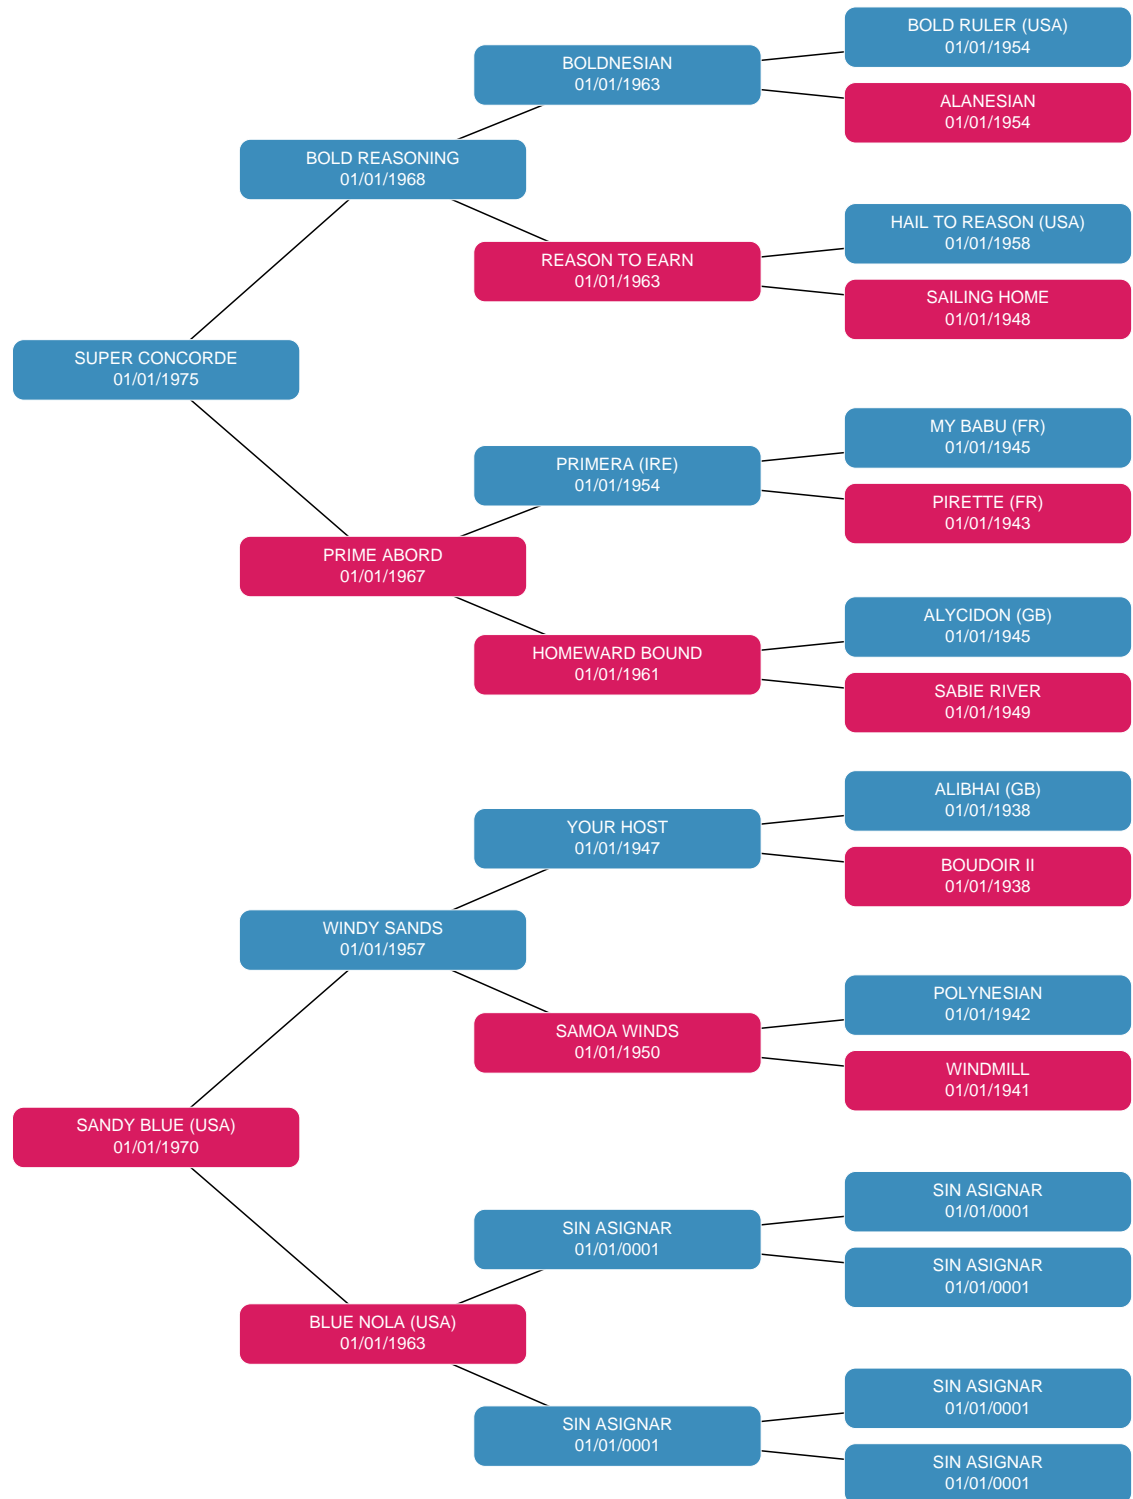 BOLD RULER (USA)
01/01/1954
BOLDNESIAN
01/01/1963
ALANESIAN
01/01/1954
BOLD REASONING
01/01/1968
HAIL TO REASON (USA)
01/01/1958
REASON TO EARN
01/01/1963
SAILING HOME
01/01/1948
SUPER CONCORDE
01/01/1975
MY BABU (FR)
01/01/1945
PRIMERA (IRE)
01/01/1954
PIRETTE (FR)
01/01/1943
PRIME ABORD
01/01/1967
ALYCIDON (GB)
01/01/1945
HOMEWARD BOUND
01/01/1961
SABIE RIVER
01/01/1949
ALIBHAI (GB)
01/01/1938
YOUR HOST
01/01/1947
BOUDOIR II
01/01/1938
WINDY SANDS
01/01/1957
POLYNESIAN
01/01/1942
SAMOA WINDS
01/01/1950
WINDMILL
01/01/1941
SANDY BLUE (USA)
01/01/1970
SIN ASIGNAR
01/01/0001
SIN ASIGNAR
01/01/0001
SIN ASIGNAR
01/01/0001
BLUE NOLA (USA)
01/01/1963
SIN ASIGNAR
01/01/0001
SIN ASIGNAR
01/01/0001
SIN ASIGNAR
01/01/0001